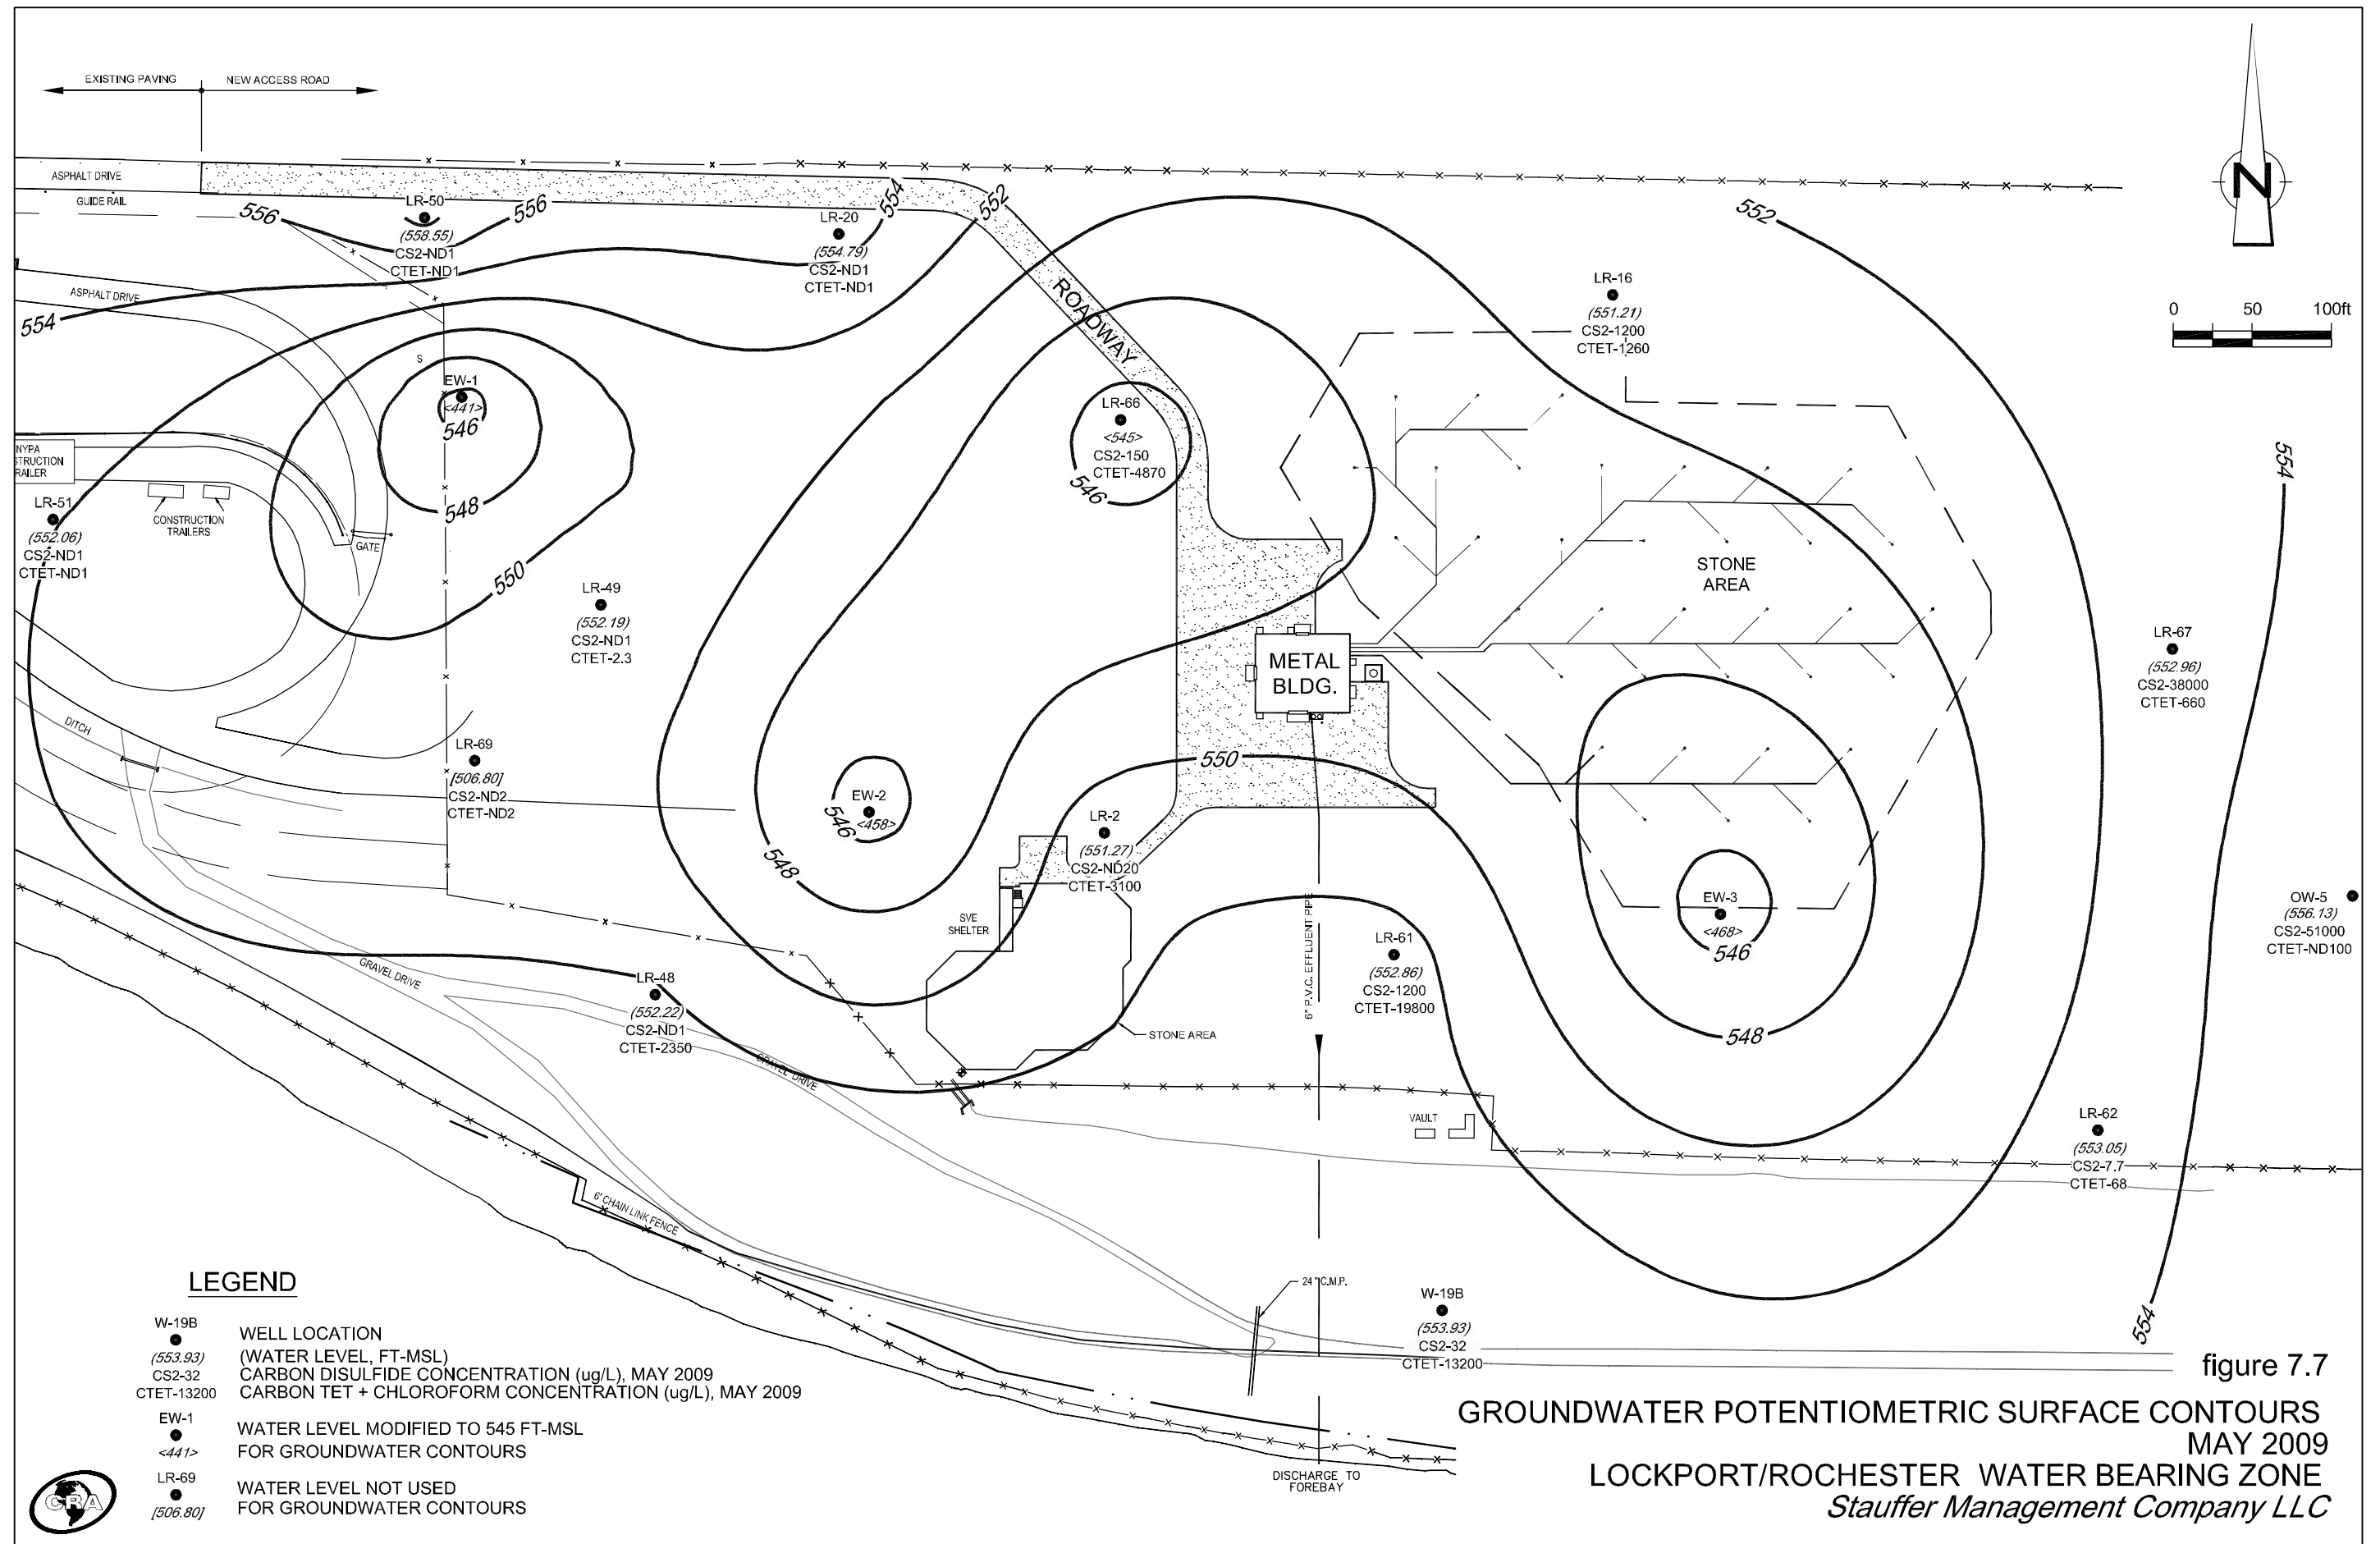 EXISTING PAVING
NEW ACCESS ROAD
ASPHALT DRIVE
GUIDE RAIL
556
LR-50
(558.55)
CS2-ND1
CTET-ND1
556
LR-20
(554.79)
CS2-ND1
CTET-ND1
554
552
552
N
0 50 100ft
LR-16
(551.21)
CS2-1200
CTET-1260
ROADWAY
ASPHALT DRIVE
554
S
EW-1
<441>
546
548
550
LR-66
<545>
CS2-150
CTET-4870
546
554
NYPA
TRAILER
LR-51
(552.06)
CS2-ND1
CTET-ND1
CONSTRUCTION
TRAILERS
GATE
LR-49
(552.19)
CS2-ND1
CTET-2.3
STONE
AREA
METAL
BLDG.
LR-67
(552.96)
CS2-38000
CTET-660
DITCH
LR-69
[506.80]
CS2-ND2
CTET-ND2
550
EW-2
<458>
546
548
LR-2
(551.27)
CS2-ND20
CTET-3100
SVE
SHELTER
6" P.V.C. EFFLUENT PIPE
LR-61
(552.86)
CS2-1200
CTET-19800
EW-3
<468>
546
548
OW-5
(556.13)
CS2-51000
CTET-ND100
GRAVEL DRIVE
LR-48
(552.22)
CS2-ND1
CTET-2350
GRAVEL DRIVE
STONE AREA
VAULT
LR-62
(553.05)
CS2-7.7
CTET-68
6' CHAIN LINK FENCE
24" C.M.P.
W-19B
(553.93)
CS2-32
CTET-13200
554
DISCHARGE TO
FOREBAY
LEGEND
W-19B
WELL LOCATION
(553.93) (WATER LEVEL, FT-MSL)
CS2-32 CARBON DISULFIDE CONCENTRATION (ug/L), MAY 2009
CTET-13200 CARBON TET + CHLOROFORM CONCENTRATION (ug/L), MAY 2009
EW-1
WATER LEVEL MODIFIED TO 545 FT-MSL
<441> FOR GROUNDWATER CONTOURS
LR-69
WATER LEVEL NOT USED
[506.80] FOR GROUNDWATER CONTOURS
CRA
figure 7.7
GROUNDWATER POTENTIOMETRIC SURFACE CONTOURS
MAY 2009
LOCKPORT/ROCHESTER WATER BEARING ZONE
Stauffer Management Company LLC